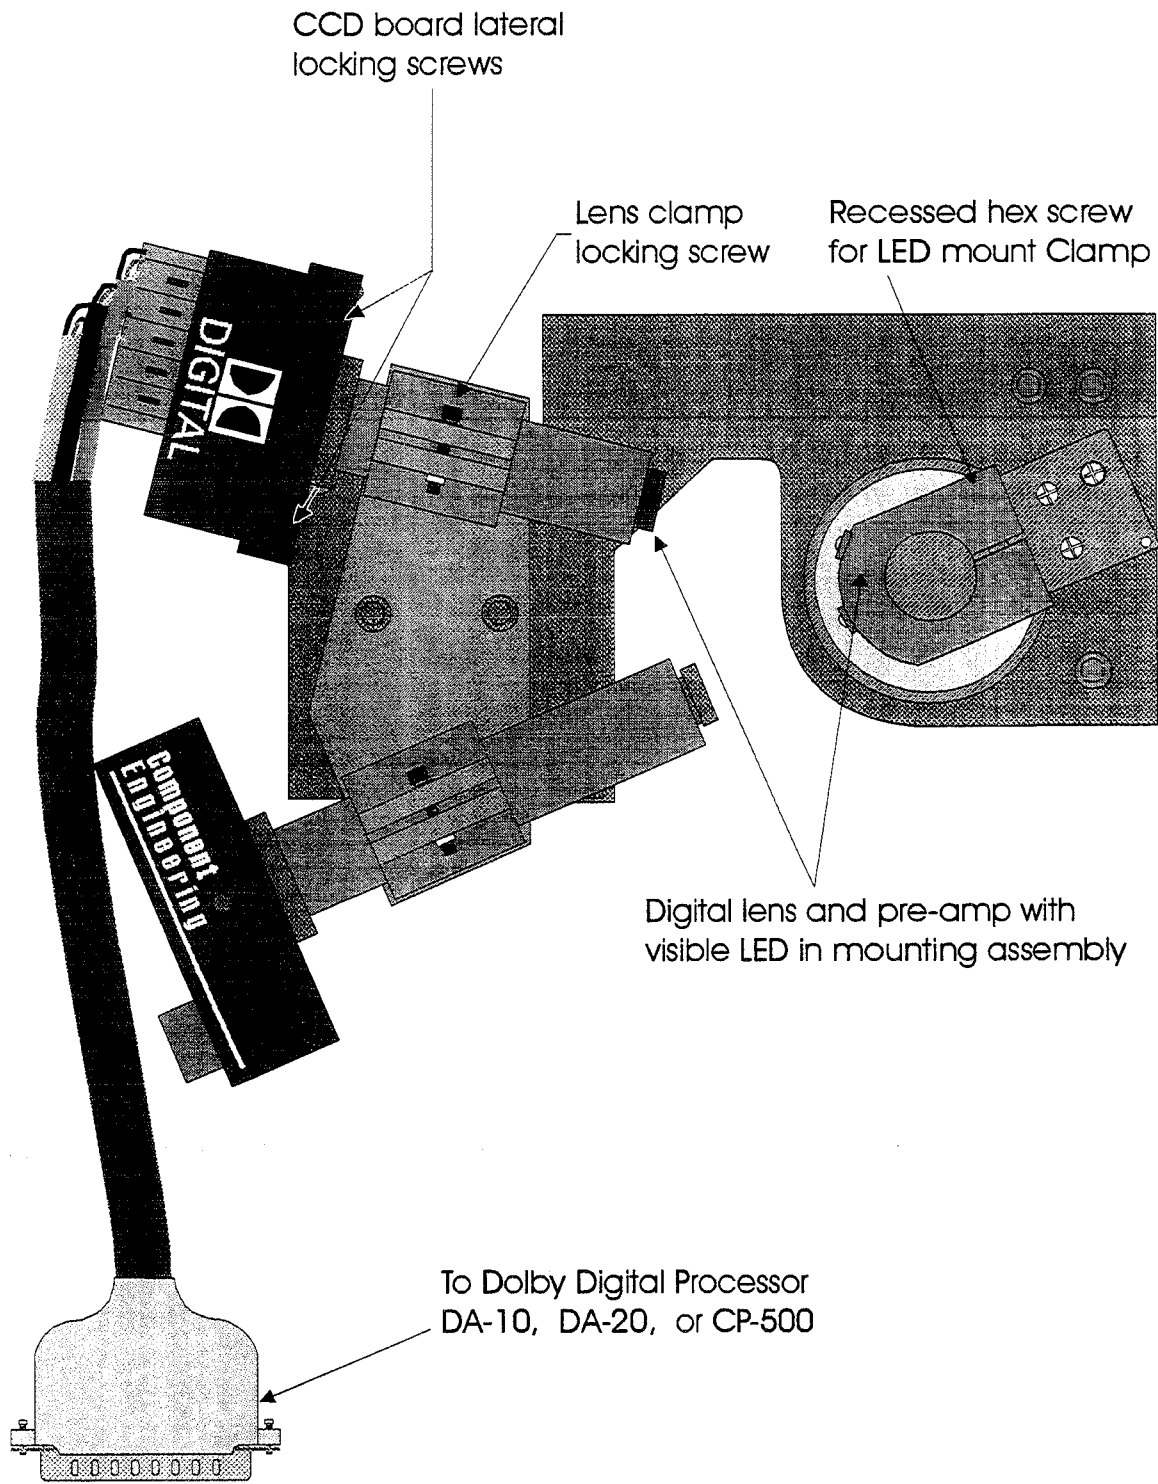 CCD board lateral
locking screws
Lens clamp
locking screw
Recessed hex screw
for LED mount Clamp
DIGITAL
Component
Engineering
Digital lens and pre-amp with
visible LED in mounting assembly
To Dolby Digital Processor
DA-10, DA-20, or CP-500